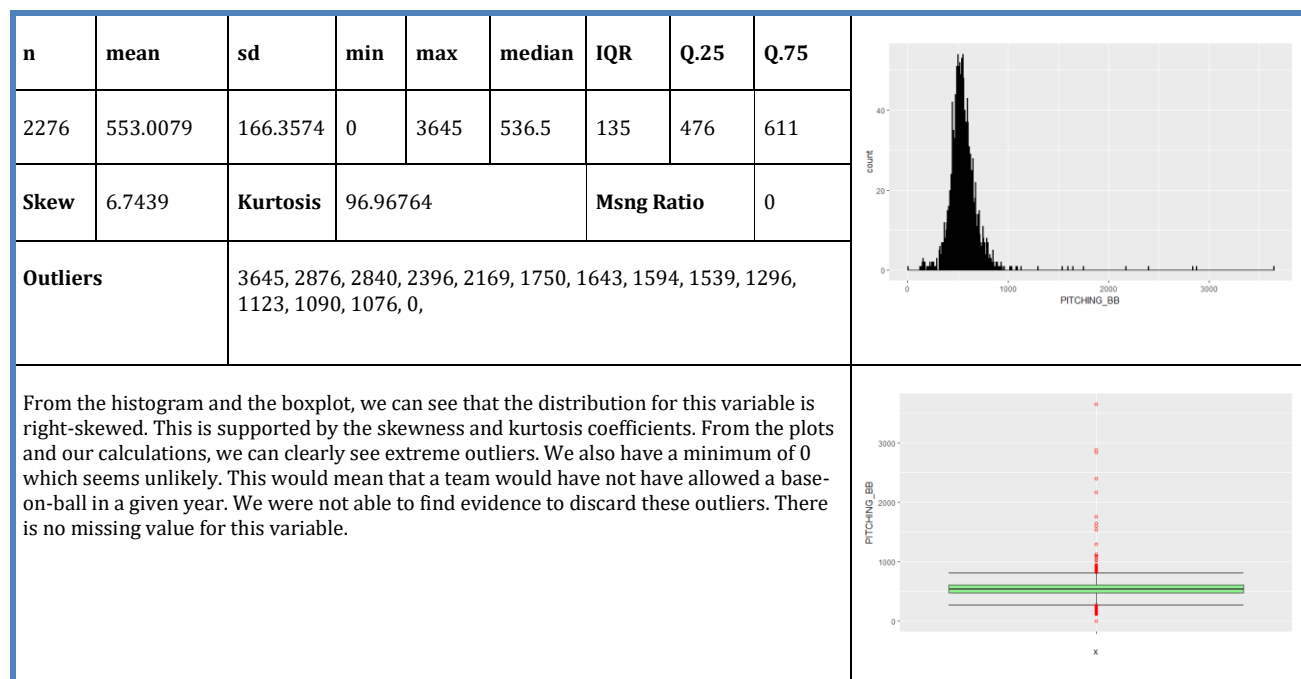 n mean sd min max median IQR Q.25 Q.75
2276 553.0079 166.3574 0 3645 536.5 135 476 611
Skew 6.7439 Kurtosis 96.96764 Msng Ratio 0
Outliers 3645, 2876, 2840, 2396, 2169, 1750, 1643, 1594, 1539, 1296,
1123, 1090, 1076, 0,
count
40
20
0
0 1000 2000 3000
PITCHING_BB
From the histogram and the boxplot, we can see that the distribution for this variable is
right-skewed. This is supported by the skewness and kurtosis coefficients. From the plots
and our calculations, we can clearly see extreme outliers. We also have a minimum of 0
which seems unlikely. This would mean that a team would have not have allowed a base-
on-ball in a given year. We were not able to find evidence to discard these outliers. There
is no missing value for this variable.
PITCHING_BB
3000
2000
1000
0
x